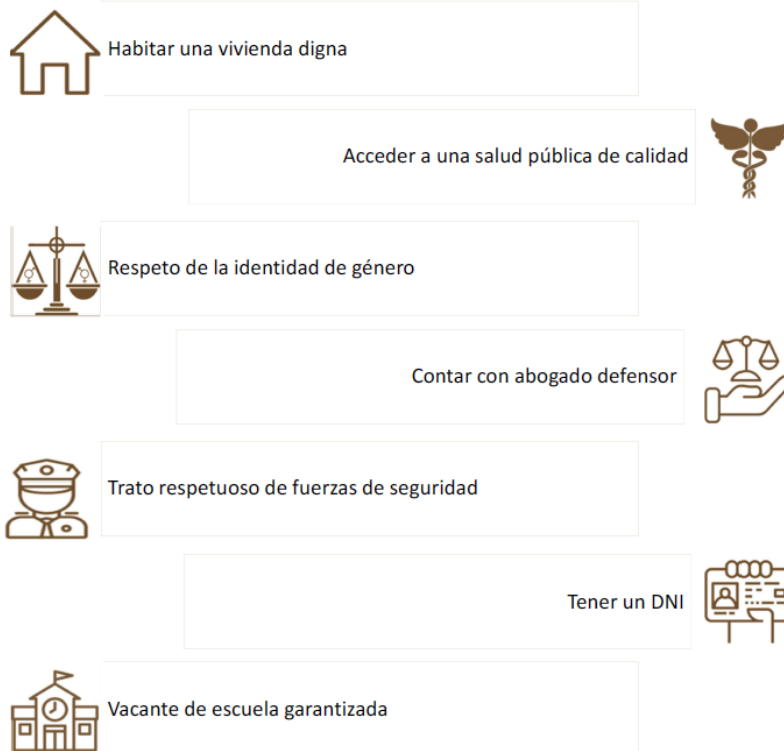 Habitar una vivienda digna
Acceder a una salud pública de calidad
Respeto de la identidad de género
Contar con abogado defensor
Trato respetuoso de fuerzas de seguridad
Tener un DNI
Vacante de escuela garantizada